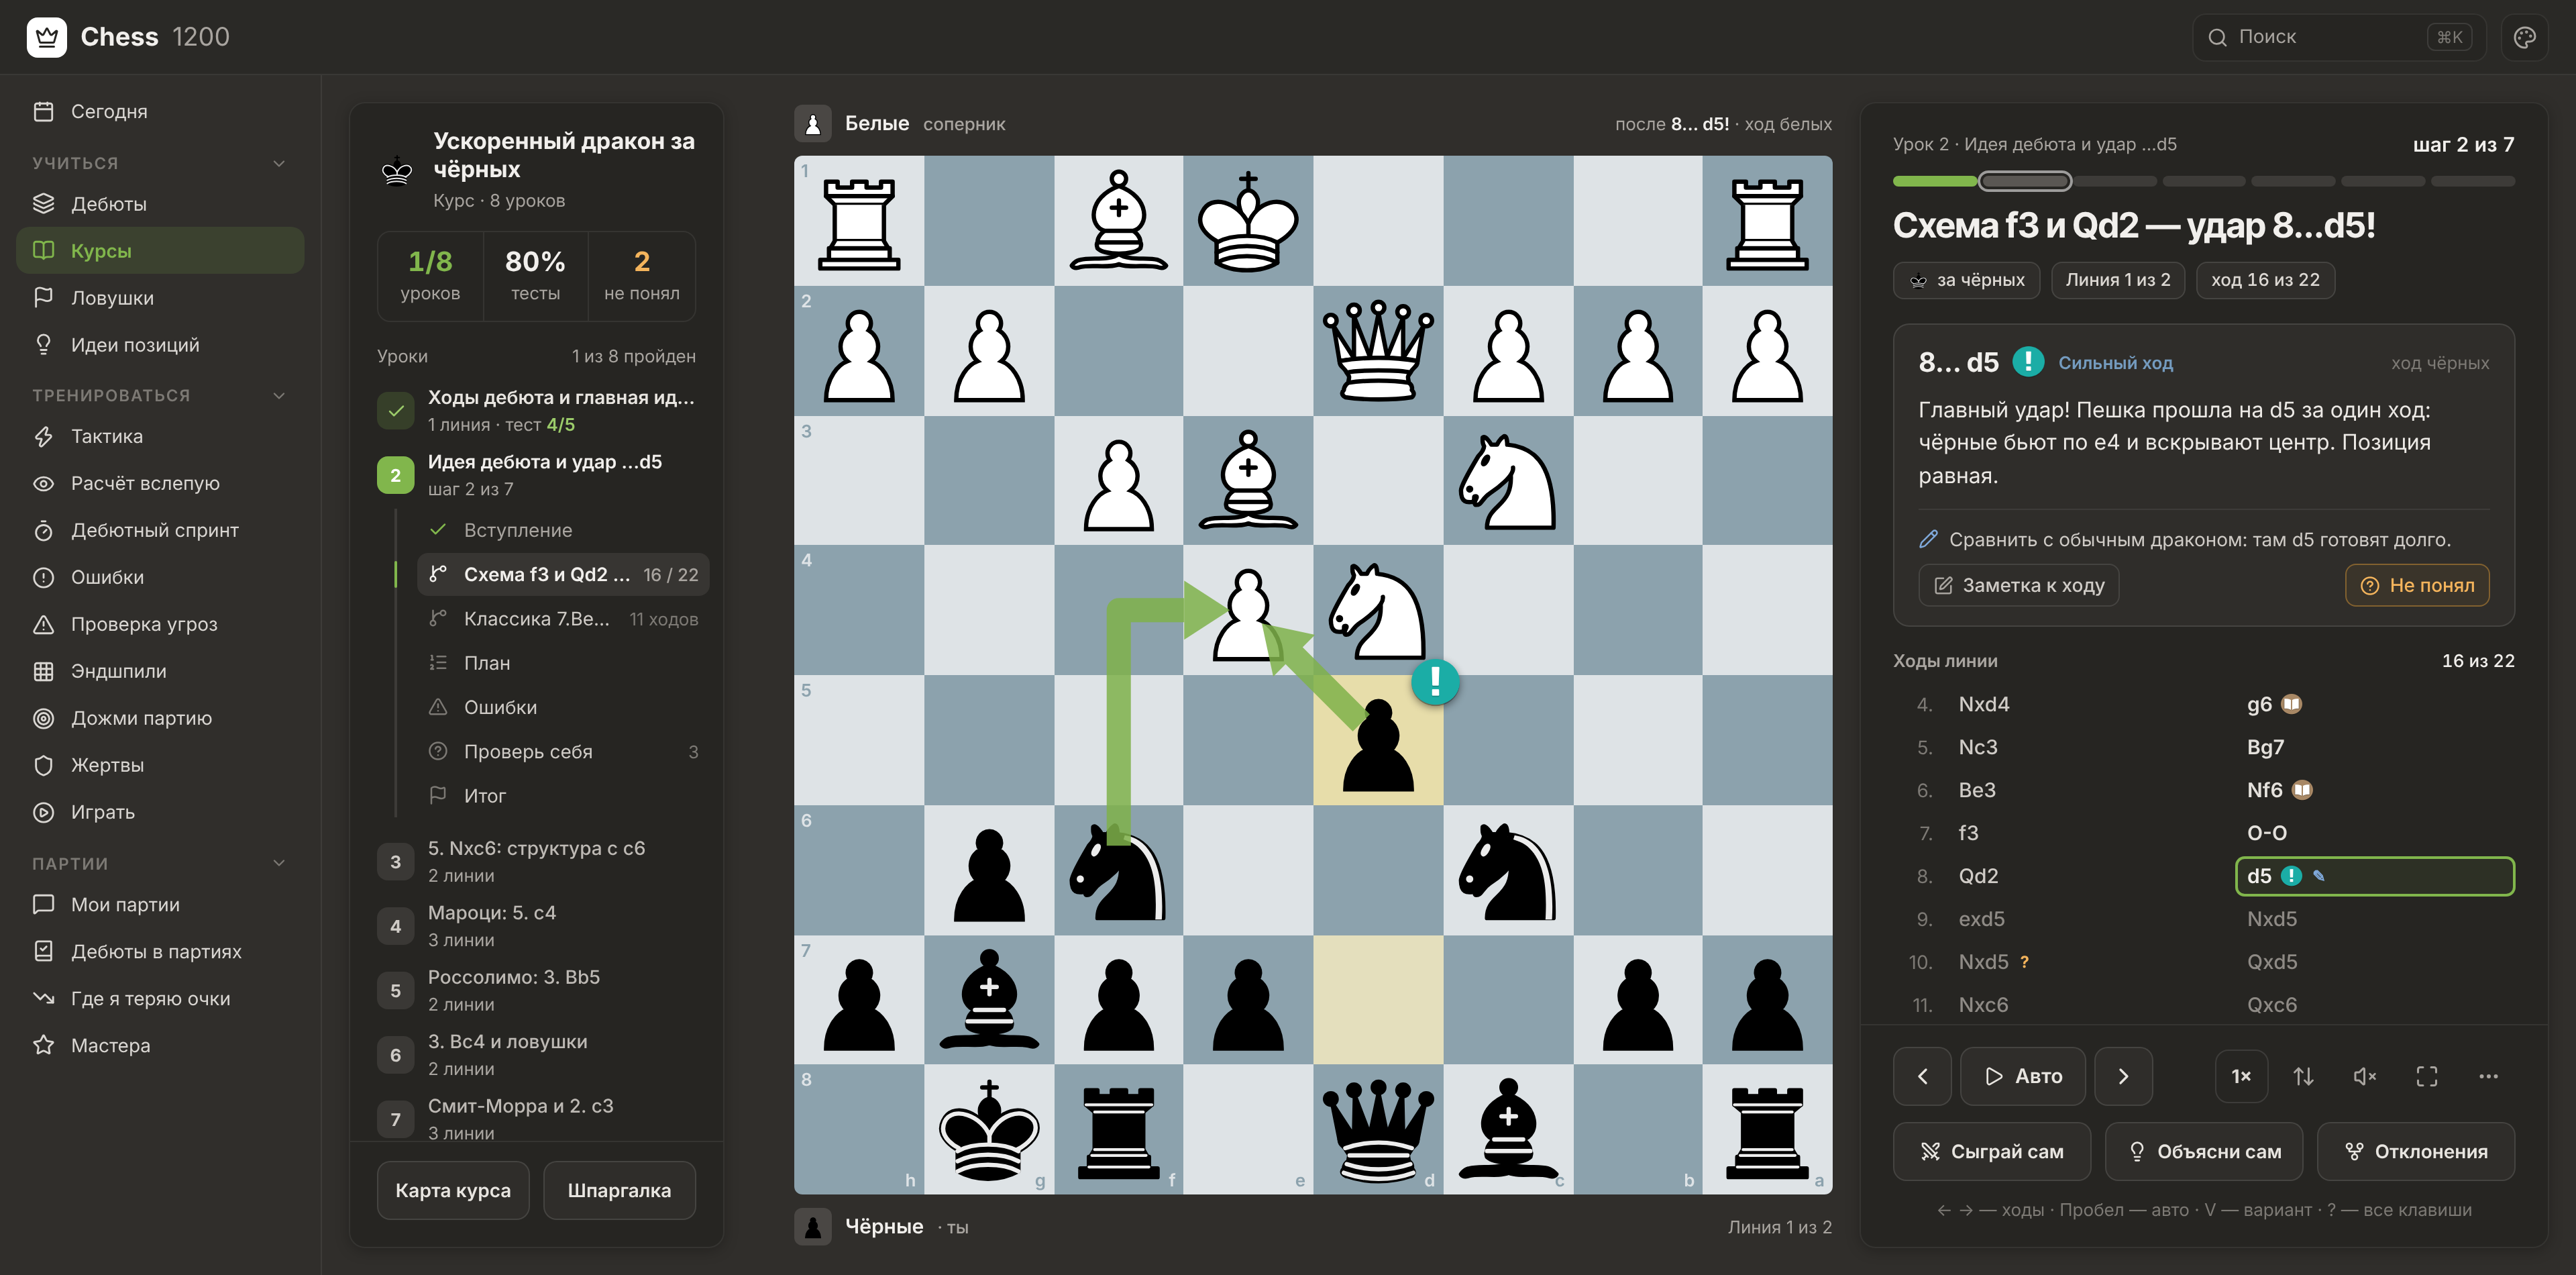 Chess 1200
Поиск
⌘K
Сегодня
УЧИТЬСЯ
Дебюты
Курсы
Ловушки
Идеи позиций
ТРЕНИРОВАТЬСЯ
Тактика
Расчёт вслепую
Дебютный спринт
Ошибки
Проверка угроз
Эндшпили
Дожми партию
Жертвы
Играть
ПАРТИИ
Мои партии
Дебюты в партиях
Где я теряю очки
Мастера
Ускоренный дракон за
чёрных
Курс · 8 уроков
1/8
уроков
80%
тесты
2
не понял
Уроки
1 из 8 пройден
Ходы дебюта и главная ид...
1 линия · тест 4/5
2
Идея дебюта и удар ...d5
шаг 2 из 7
Вступление
Схема f3 и Qd2 ...
16 / 22
Классика 7.Be...
11 ходов
План
Ошибки
Проверь себя
3
Итог
3
5. Nxc6: структура с c6
2 линии
4
Мароци: 5. c4
3 линии
5
Россолимо: 3. Bb5
2 линии
6
3. Bc4 и ловушки
2 линии
7
Смит-Морра и 2. c3
3 линии
Карта курса
Шпаргалка
Белые соперник
после 8... d5! · ход белых
1
2
3
4
5
6
7
8
h
g
f
e
d
c
b
a
!
Чёрные · ты
Линия 1 из 2
Урок 2 · Идея дебюта и удар ...d5
шаг 2 из 7
Схема f3 и Qd2 — удар 8...d5!
за чёрных
Линия 1 из 2
ход 16 из 22
8... d5 ! Сильный ход
ход чёрных
Главный удар! Пешка прошла на d5 за один ход:
чёрные бьют по e4 и вскрывают центр. Позиция
равная.
Сравнить с обычным драконом: там d5 готовят долго.
Заметка к ходу
Не понял
Ходы линии
16 из 22
4. Nxd4 g6
5. Nc3 Bg7
6. Be3 Nf6
7. f3 O-O
8. Qd2 d5 !
9. exd5 Nxd5
10. Nxd5 ? Qxd5
11. Nxc6 Qxc6
Авто
1×
Сыграй сам
Объясни сам
Отклонения
← → — ходы · Пробел — авто · V — вариант · ? — все клавиши